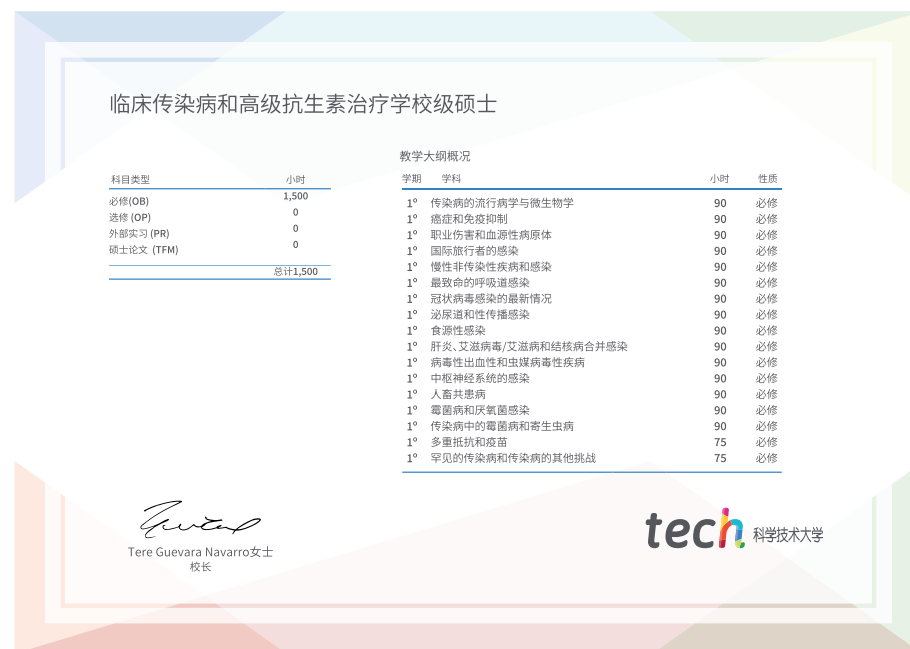 临床传染病和高级抗生素治疗学校级硕士
科目类型 小时
必修(OB) 1,500
选修 (OP) 0
外部实习 (PR) 0
硕士论文 (TFM) 0
总计1,500
教学大纲概况
学期 学科 小时 性质
1º 传染病的流行病学与微生物学 90 必修
1º 癌症和免疫抑制 90 必修
1º 职业伤害和血源性病原体 90 必修
1º 国际旅行者的感染 90 必修
1º 慢性非传染性疾病和感染 90 必修
1º 最致命的呼吸道感染 90 必修
1º 冠状病毒感染的最新情况 90 必修
1º 泌尿道和性传播感染 90 必修
1º 食源性感染 90 必修
1º 肝炎、艾滋病毒/艾滋病和结核病合并感染 90 必修
1º 病毒性出血性和虫媒病毒性疾病 90 必修
1º 中枢神经系统的感染 90 必修
1º 人畜共患病 90 必修
1º 霉菌病和厌氧菌感染 90 必修
1º 传染病中的霉菌病和寄生虫病 90 必修
1º 多重抵抗和疫苗 75 必修
1º 罕见的传染病和传染病的其他挑战 75 必修
Tere Guevara Navarro女士
校长
tech 科学技术大学